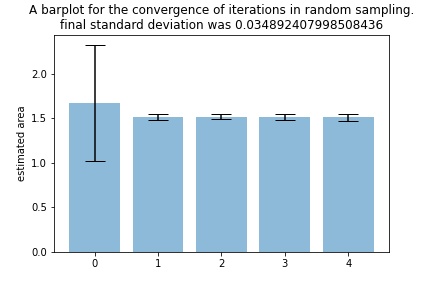 A barplot for the convergence of iterations in random sampling.
final standard deviation was 0.034892407998508436
2.0
1.5
1.0
0.5
0.0
estimated area
0 1 2 3 4